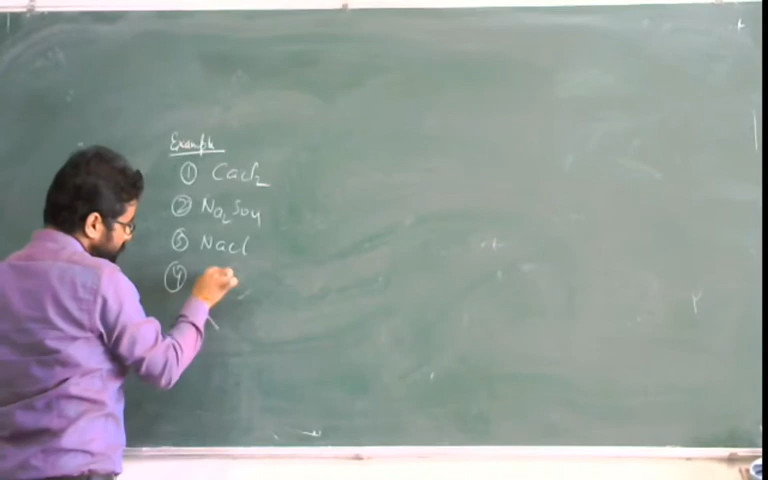 Example
① CaCl₂
② Na₂SO₄
③ NaCl
④